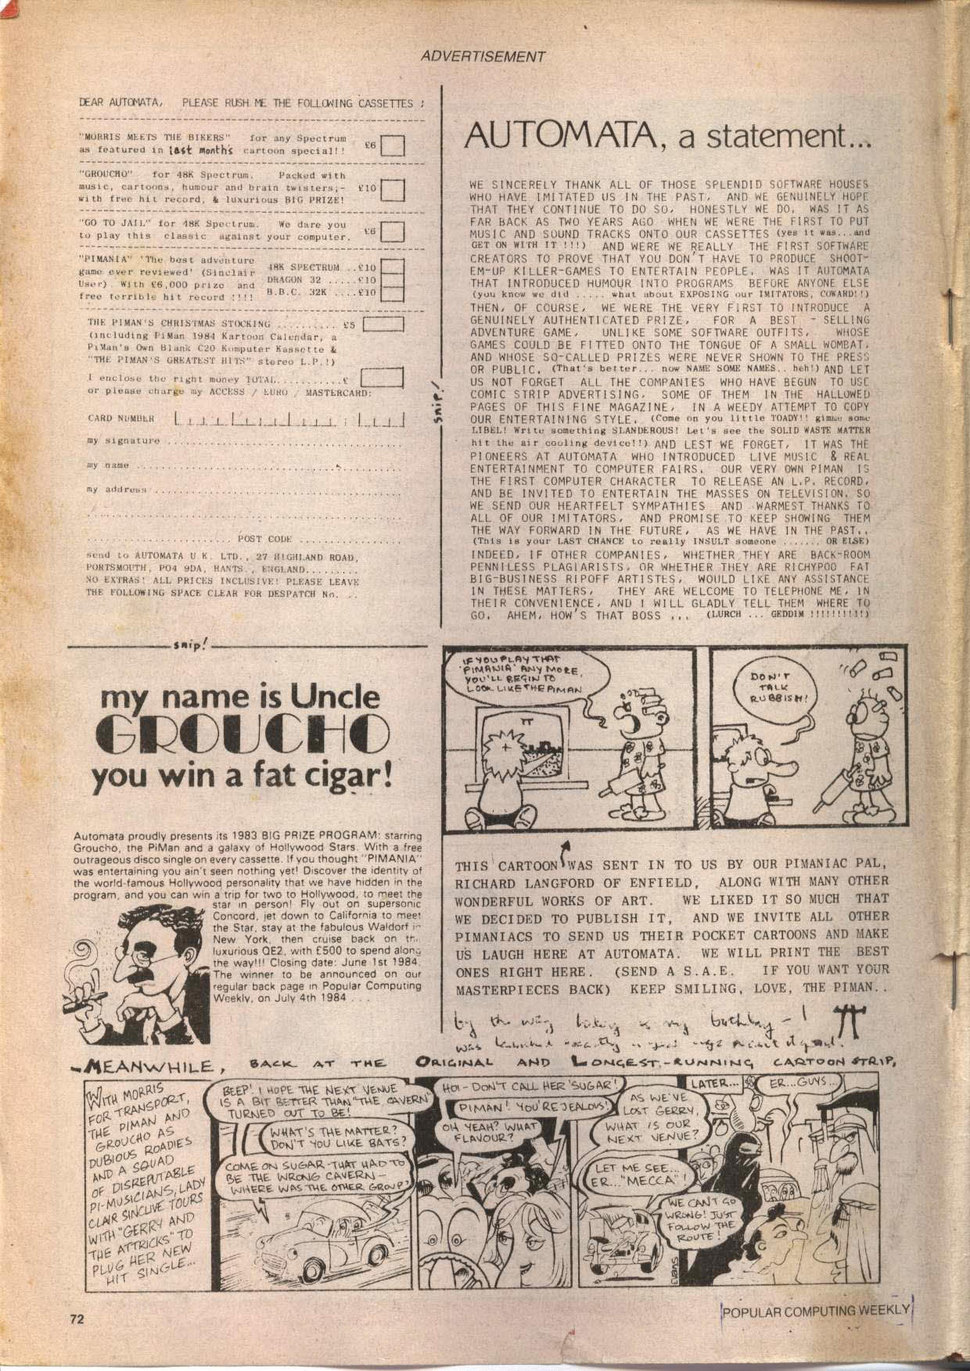 ADVERTISEMENT
DEAR AUTOMATA, PLEASE RUSH ME THE FOLLOWING CASSETTES :
"MORRIS MEETS THE BIKERS" for any Spectrum
as featured in last month's cartoon special!! £6
"GROUCHO" for 48K Spectrum. Packed with
music, cartoons, humour and brain twisters,- £10
with free hit record, & luxurious BIG PRIZE!
"GO TO JAIL" for 48K Spectrum. We dare you
to play this classic against your computer. £6
"PIMANIA" 'The best adventure
game ever reviewed' (Sinclair
User). With £6,000 prize and
free terrible hit record !!!!
48K SPECTRUM ..£10
DRAGON 32 .....£10
B.B.C. 32K ....£10
THE PIMAN'S CHRISTMAS STOCKING .......... £5
(including PiMan 1984 Kartoon Calendar, a
PiMan's Own Blank C20 Komputer Kassette &
"THE PIMAN'S GREATEST HITS" stereo L.P.!)
I enclose the right money TOTAL...........£
or please charge my ACCESS / EURO / MASTERCARD:
CARD NUMBER
my signature
my name
my address
POST CODE
send to AUTOMATA U K. LTD., 27 HIGHLAND ROAD,
PORTSMOUTH, PO4 9DA, HANTS., ENGLAND.........
NO EXTRAS! ALL PRICES INCLUSIVE! PLEASE LEAVE
THE FOLLOWING SPACE CLEAR FOR DESPATCH No. ..
snip!
snip!
AUTOMATA, a statement...
WE SINCERELY THANK ALL OF THOSE SPLENDID SOFTWARE HOUSES
WHO HAVE IMITATED US IN THE PAST, AND WE GENUINELY HOPE
THAT THEY CONTINUE TO DO SO. HONESTLY WE DO. WAS IT AS
FAR BACK AS TWO YEARS AGO WHEN WE WERE THE FIRST TO PUT
MUSIC AND SOUND TRACKS ONTO OUR CASSETTES (yes it was...and
GET ON WITH IT !!!) AND WERE WE REALLY THE FIRST SOFTWARE
CREATORS TO PROVE THAT YOU DON'T HAVE TO PRODUCE SHOOT-
EM-UP KILLER-GAMES TO ENTERTAIN PEOPLE. WAS IT AUTOMATA
THAT INTRODUCED HUMOUR INTO PROGRAMS BEFORE ANYONE ELSE
(you know we did ..... what about EXPOSING our IMITATORS, COWARD!!)
THEN, OF COURSE, WE WERE THE VERY FIRST TO INTRODUCE A
GENUINELY AUTHENTICATED PRIZE, FOR A BEST - SELLING
ADVENTURE GAME, UNLIKE SOME SOFTWARE OUTFITS, WHOSE
GAMES COULD BE FITTED ONTO THE TONGUE OF A SMALL WOMBAT,
AND WHOSE SO-CALLED PRIZES WERE NEVER SHOWN TO THE PRESS
OR PUBLIC. (That's better... now NAME SOME NAMES.. heh!) AND LET
US NOT FORGET ALL THE COMPANIES WHO HAVE BEGUN TO USE
COMIC STRIP ADVERTISING, SOME OF THEM IN THE HALLOWED
PAGES OF THIS FINE MAGAZINE, IN A WEEDY ATTEMPT TO COPY
OUR ENTERTAINING STYLE. (Come on you little TOADY!! gimme some
LIBEL! Write something SLANDEROUS! Let's see the SOLID WASTE MATTER
hit the air cooling device!!) AND LEST WE FORGET, IT WAS THE
PIONEERS AT AUTOMATA WHO INTRODUCED LIVE MUSIC & REAL
ENTERTAINMENT TO COMPUTER FAIRS. OUR VERY OWN PIMAN IS
THE FIRST COMPUTER CHARACTER TO RELEASE AN L.P. RECORD,
AND BE INVITED TO ENTERTAIN THE MASSES ON TELEVISION. SO
WE SEND OUR HEARTFELT SYMPATHIES AND WARMEST THANKS TO
ALL OF OUR IMITATORS, AND PROMISE TO KEEP SHOWING THEM
THE WAY FORWARD IN THE FUTURE, AS WE HAVE IN THE PAST..
(This is your LAST CHANCE to really INSULT someone ....... OR ELSE)
INDEED, IF OTHER COMPANIES, WHETHER THEY ARE BACK-ROOM
PENNILESS PLAGIARISTS, OR WHETHER THEY ARE RICHYPOO FAT
BIG-BUSINESS RIPOFF ARTISTES, WOULD LIKE ANY ASSISTANCE
IN THESE MATTERS, THEY ARE WELCOME TO TELEPHONE ME, IN
THEIR CONVENIENCE, AND I WILL GLADLY TELL THEM WHERE TO
GO. AHEM, HOW'S THAT BOSS ... (LURCH ... GEDDIM !!!!!!!!!!)
my name is Uncle
GROUCHO
you win a fat cigar!
Automata proudly presents its 1983 BIG PRIZE PROGRAM: starring
Groucho, the PiMan and a galaxy of Hollywood Stars. With a free
outrageous disco single on every cassette. If you thought "PIMANIA"
was entertaining you ain't seen nothing yet! Discover the identity of
the world-famous Hollywood personality that we have hidden in the
program, and you can win a trip for two to Hollywood, to meet the
star in person! Fly out on supersonic
Concord, jet down to California to meet
the Star, stay at the fabulous Waldorf in
New York, then cruise back on the
luxurious QE2, with £500 to spend along
the way!!! Closing date: June 1st 1984.
The winner to be announced on our
regular back page in Popular Computing
Weekly, on July 4th 1984 . . .
IF YOU PLAY THAT
'PIMANIA' ANY MORE,
YOU'LL BEGIN TO
LOOK LIKE THE PIMAN
DON'T
TALK
RUBBISH!
THIS CARTOON WAS SENT IN TO US BY OUR PIMANIAC PAL,
RICHARD LANGFORD OF ENFIELD, ALONG WITH MANY OTHER
WONDERFUL WORKS OF ART. WE LIKED IT SO MUCH THAT
WE DECIDED TO PUBLISH IT, AND WE INVITE ALL OTHER
PIMANIACS TO SEND US THEIR POCKET CARTOONS AND MAKE
US LAUGH HERE AT AUTOMATA. WE WILL PRINT THE BEST
ONES RIGHT HERE. (SEND A S.A.E. IF YOU WANT YOUR
MASTERPIECES BACK) KEEP SMILING, LOVE, THE PIMAN..
by the way today is my birthday - I π
was
MEANWHILE, BACK AT THE ORIGINAL AND LONGEST-RUNNING CARTOON STRIP,
WITH MORRIS
FOR TRANSPORT,
THE PIMAN AND
GROUCHO AS
DUBIOUS ROADIES
AND A SQUAD
OF DISREPUTABLE
PI-MUSICIANS, LADY
CLAIR SINCLIVE TOURS
WITH "GERRY AND
THE ATTRICKS" TO
PLUG HER NEW
HIT SINGLE...
BEEP! I HOPE THE NEXT VENUE
IS A BIT BETTER THAN 'THE CAVERN'
TURNED OUT TO BE!
WHAT'S THE MATTER?
DON'T YOU LIKE BATS?
COME ON SUGAR-THAT HAD TO
BE THE WRONG CAVERN-
WHERE WAS THE OTHER GROUP?
HOI-DON'T CALL HER 'SUGAR'!
PIMAN! YOU'RE JEALOUS!
OH YEAH? WHAT
FLAVOUR?
AS WE'VE
LOST GERRY,
WHAT IS OUR
NEXT VENUE?
LET ME SEE...
ER... "MECCA"!
LATER...
ER...GUYS...
WE CAN'T GO
WRONG! JUST
FOLLOW THE
ROUTE!
EVANS
72
POPULAR COMPUTING WEEKLY